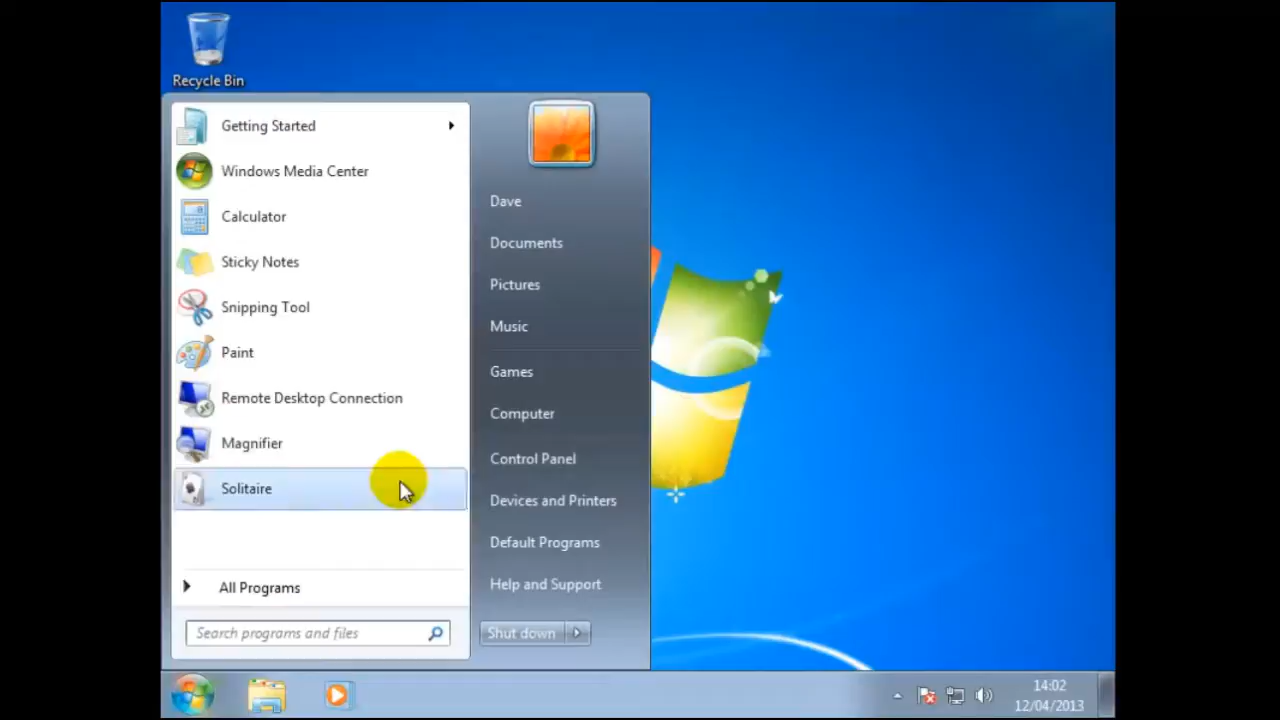 Recycle Bin
Getting Started
Windows Media Center
Calculator
Sticky Notes
Snipping Tool
Paint
Remote Desktop Connection
Magnifier
Solitaire
All Programs
Search programs and files
Dave
Documents
Pictures
Music
Games
Computer
Control Panel
Devices and Printers
Default Programs
Help and Support
Shut down
14:02
12/04/2013